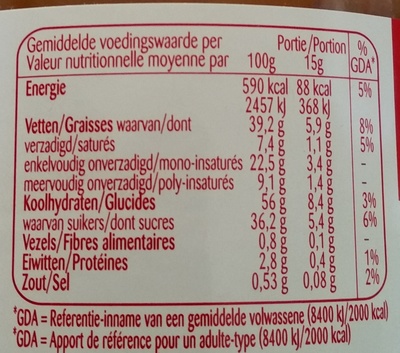 Gemiddelde voedingswaarde per Portie/Portion %
Valeur nutritionnelle moyenne par 100g 15g GDA*
Energie 590 kcal 88 kcal 5%
2457 kJ 368 kJ
Vetten/Graisses waarvan/dont 39,2 g 5,9 g 8%
verzadigd/saturés 7,4 g 1,1 g 5%
enkelvoudig onverzadigd/mono-insaturés 22,5 g 3,4 g -
meervoudig onverzadigd/poly-insaturés 9,1 g 1,4 g -
Koolhydraten/Glucides 56 g 8,4 g 3%
waarvan suikers/dont sucres 36,2 g 5,4 g 6%
Vezels/Fibres alimentaires 0,8 g 0,1 g -
Eiwitten/Protéines 2,8 g 0,4 g 1%
Zout/Sel 0,53 g 0,08 g 2%
*GDA = Referentie-inname van een gemiddelde volwassene (8400 kJ/2000 kcal)
*GDA = Apport de référence pour un adulte-type (8400 kJ/2000 kcal)